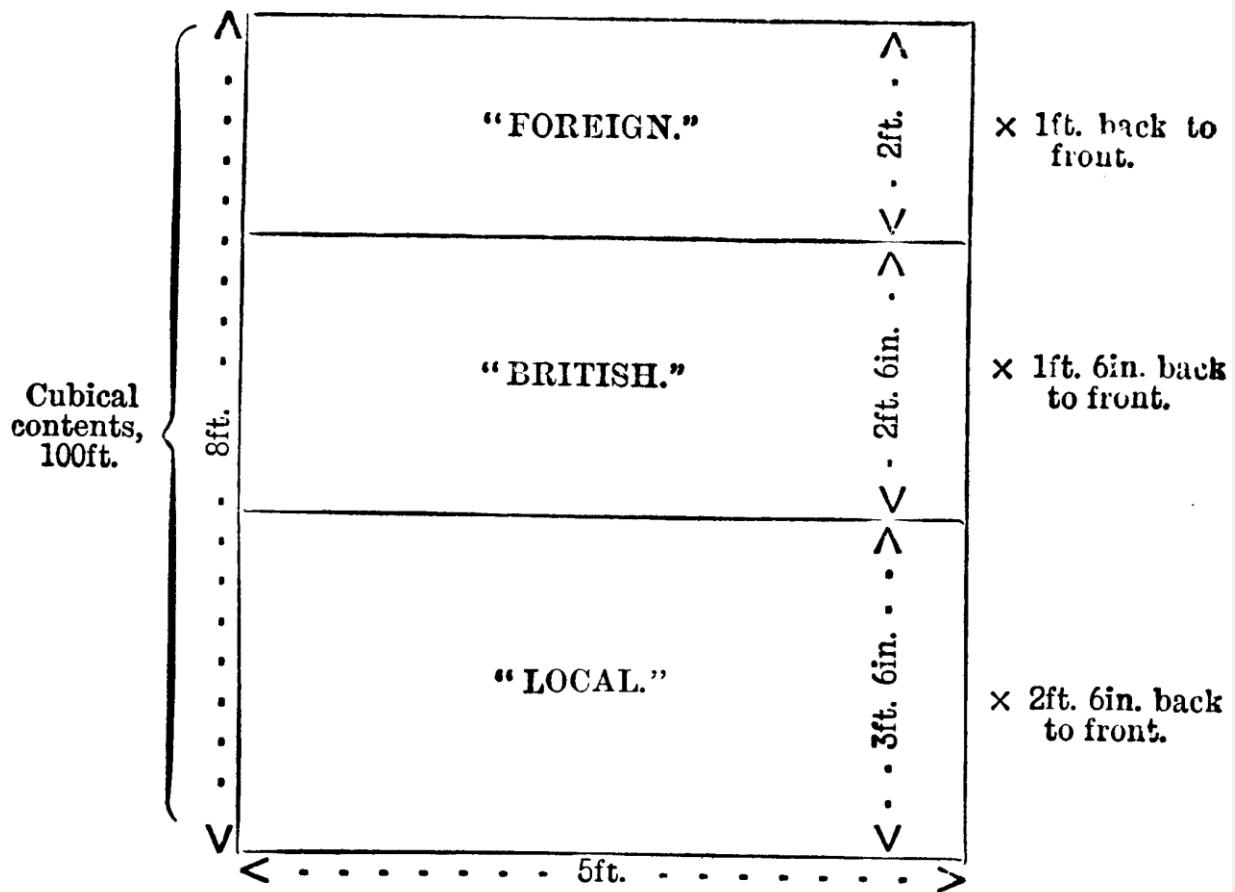 “FOREIGN.”
2ft.
× 1ft. back to
front.
“BRITISH.”
2ft. 6in.
× 1ft. 6in. back
to front.
Cubical
contents,
100ft.
8ft.
“LOCAL.”
3ft. 6in.
× 2ft. 6in. back
to front.
5ft.